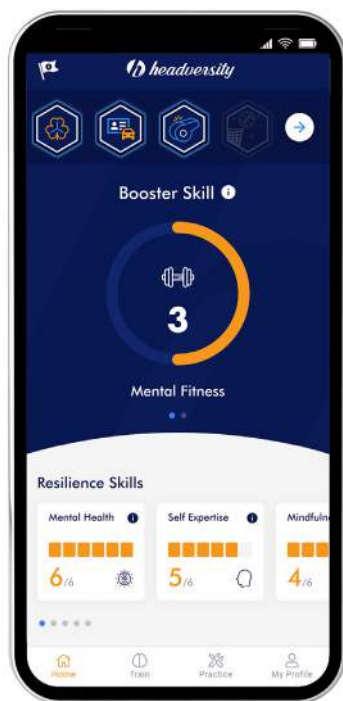 headversity
Booster Skill
3
Mental Fitness
Resilience Skills
Mental Health
Self Expertise
6/6
5/6
4/6
Home
Train
Practice
My Profile